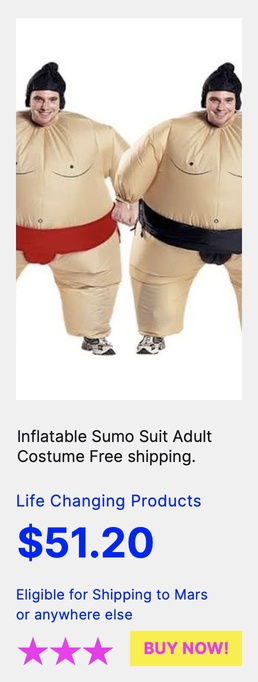 Inflatable Sumo Suit Adult
Costume Free shipping.
Life Changing Products
$51.20
Eligible for Shipping to Mars
or anywhere else
BUY NOW!